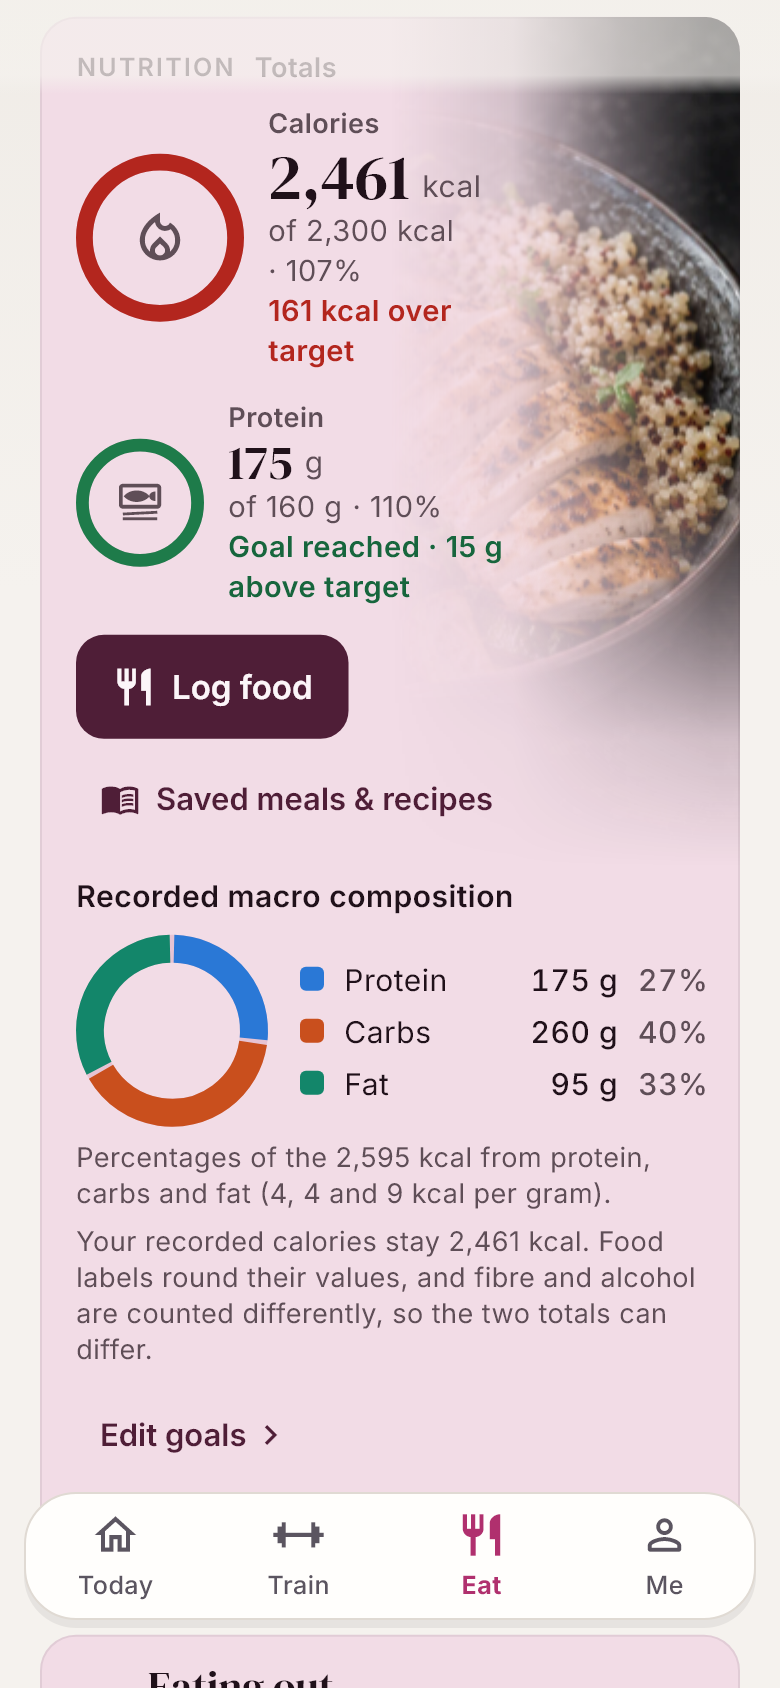 NUTRITION Totals
Calories
2,461 kcal
of 2,300 kcal
· 107%
161 kcal over
target
Protein
175 g
of 160 g · 110%
Goal reached · 15 g
above target
Log food
Saved meals & recipes
Recorded macro composition
Protein 175 g 27%
Carbs 260 g 40%
Fat 95 g 33%
Percentages of the 2,595 kcal from protein,
carbs and fat (4, 4 and 9 kcal per gram).
Your recorded calories stay 2,461 kcal. Food
labels round their values, and fibre and alcohol
are counted differently, so the two totals can
differ.
Edit goals
Today Train Eat Me
Eating out